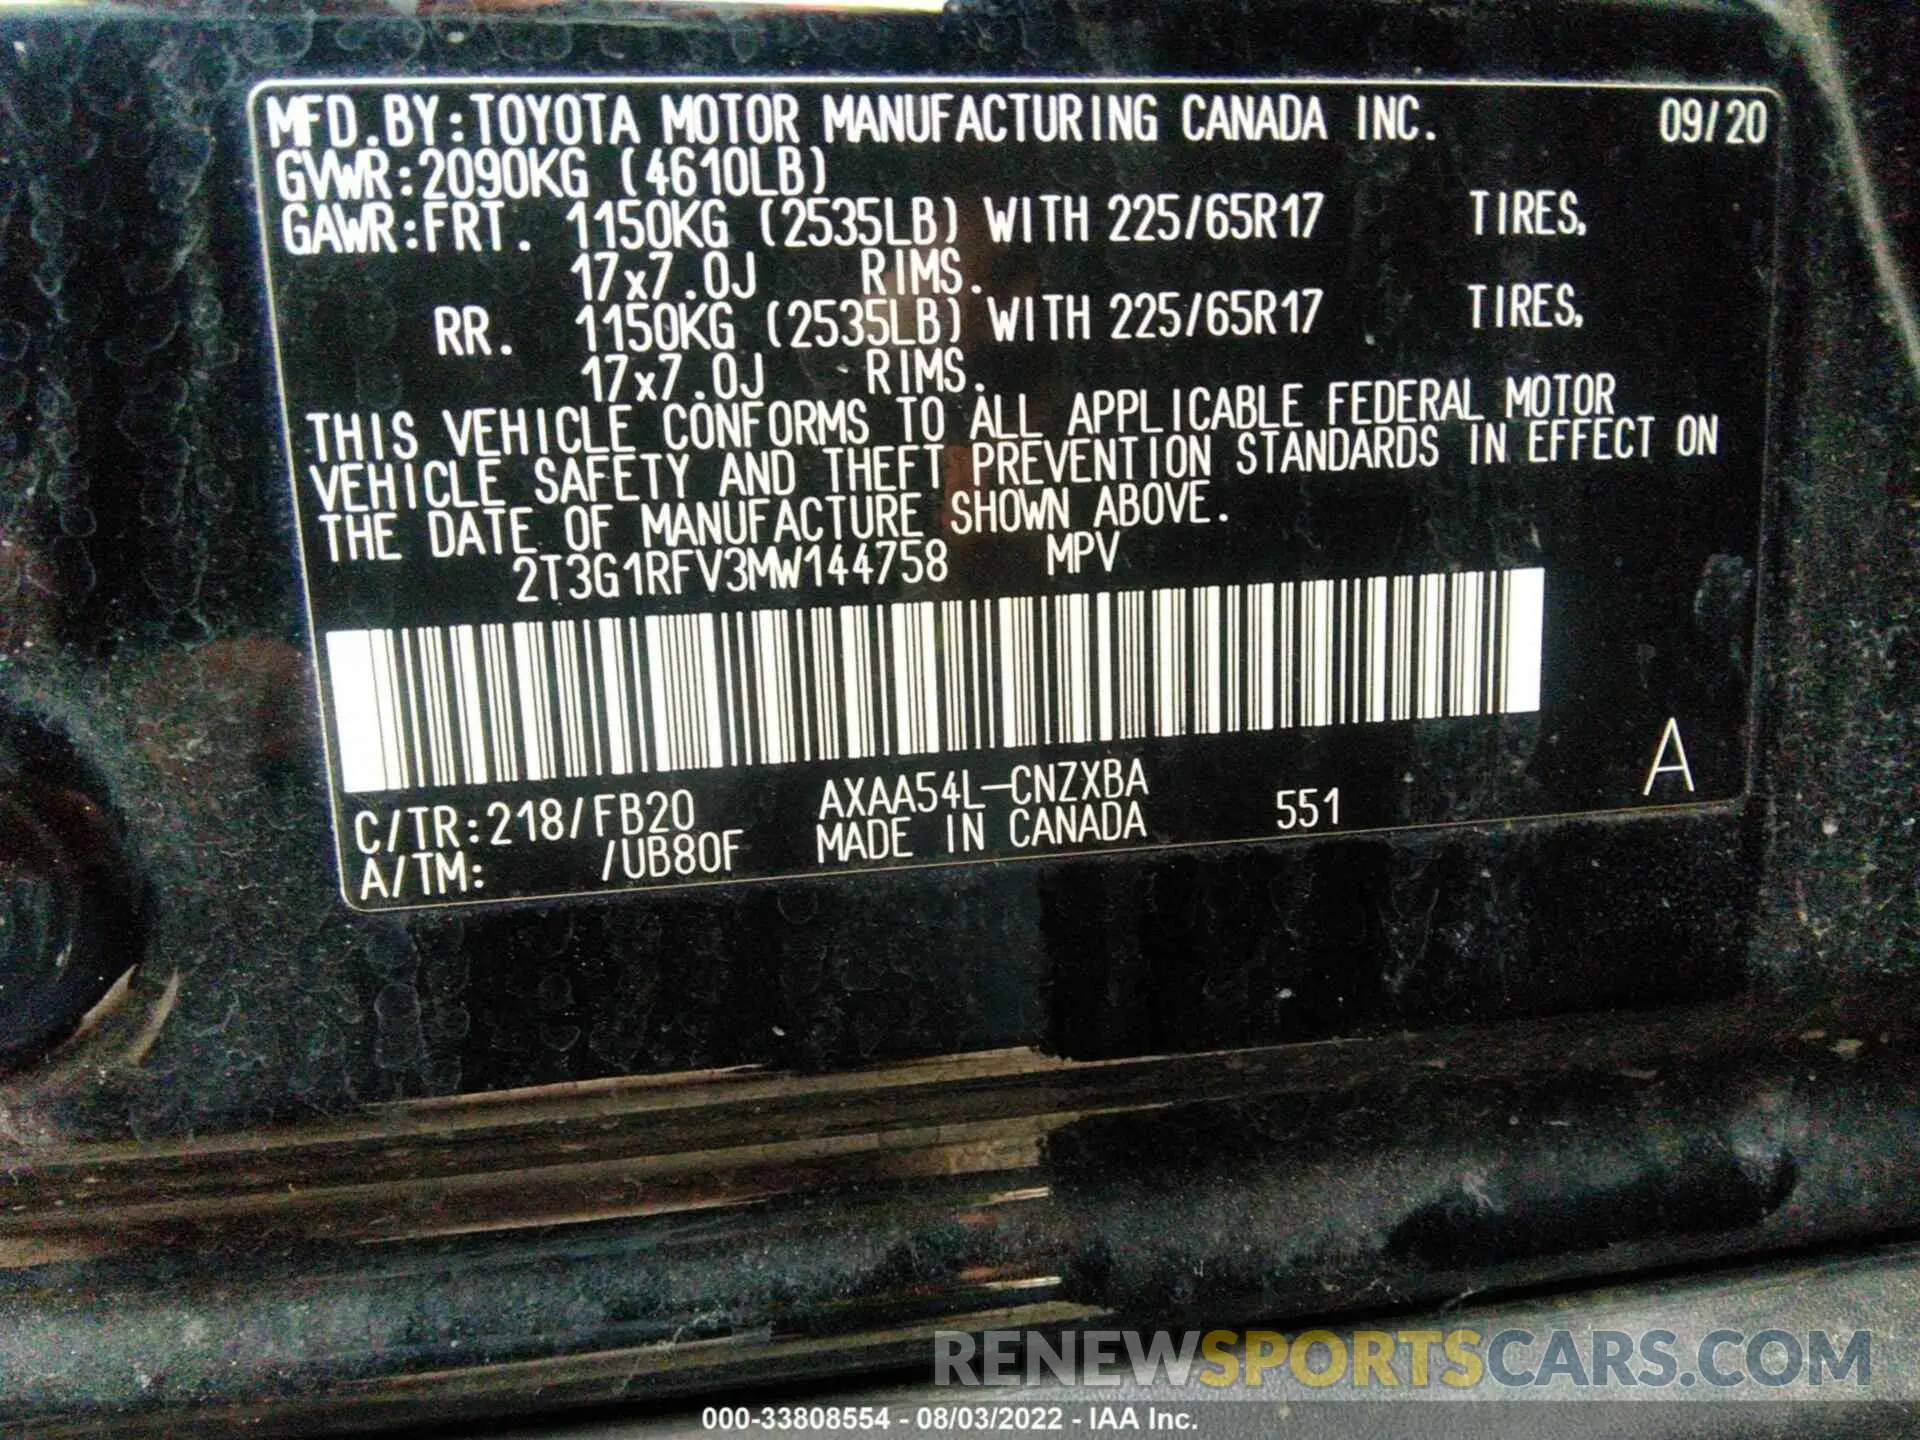 MFD.BY:TOYOTA MOTOR MANUFACTURING CANADA INC. 09/20
GVWR:2090KG (4610LB)
GAWR:FRT. 1150KG (2535LB) WITH 225/65R17 TIRES,
17x7.0J RIMS.
RR. 1150KG (2535LB) WITH 225/65R17 TIRES,
17x7.0J RIMS.
THIS VEHICLE CONFORMS TO ALL APPLICABLE FEDERAL MOTOR
VEHICLE SAFETY AND THEFT PREVENTION STANDARDS IN EFFECT ON
THE DATE OF MANUFACTURE SHOWN ABOVE.
2T3G1RFV3MW144758 MPV
C/TR:218/FB20 AXAA54L-CNZXBA 551 A
A/TM: /UB80F MADE IN CANADA
RENEWSPORTSCARS.COM
000-33808554 - 08/03/2022 - IAA Inc.